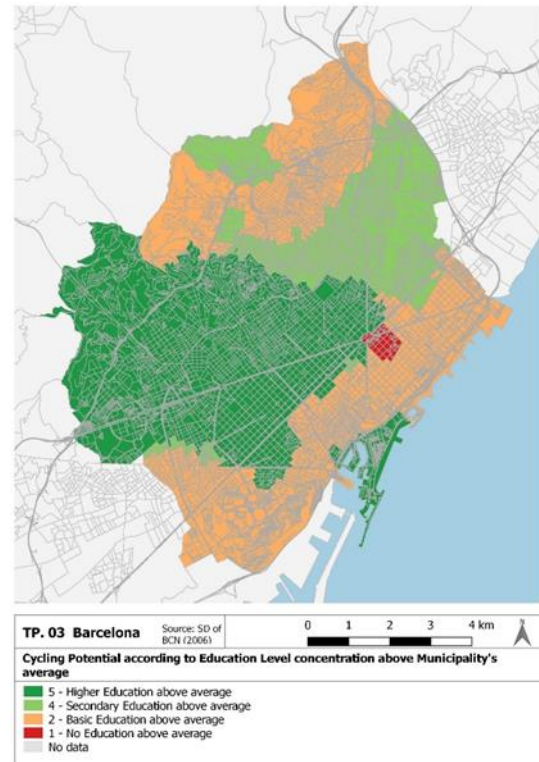 TP. 03 Barcelona
Source: SD of
BCN (2006)
0 1 2 3 4 km
N
Cycling Potential according to Education Level concentration above Municipality's
average
5 - Higher Education above average
4 - Secondary Education above average
2 - Basic Education above average
1 - No Education above average
No data